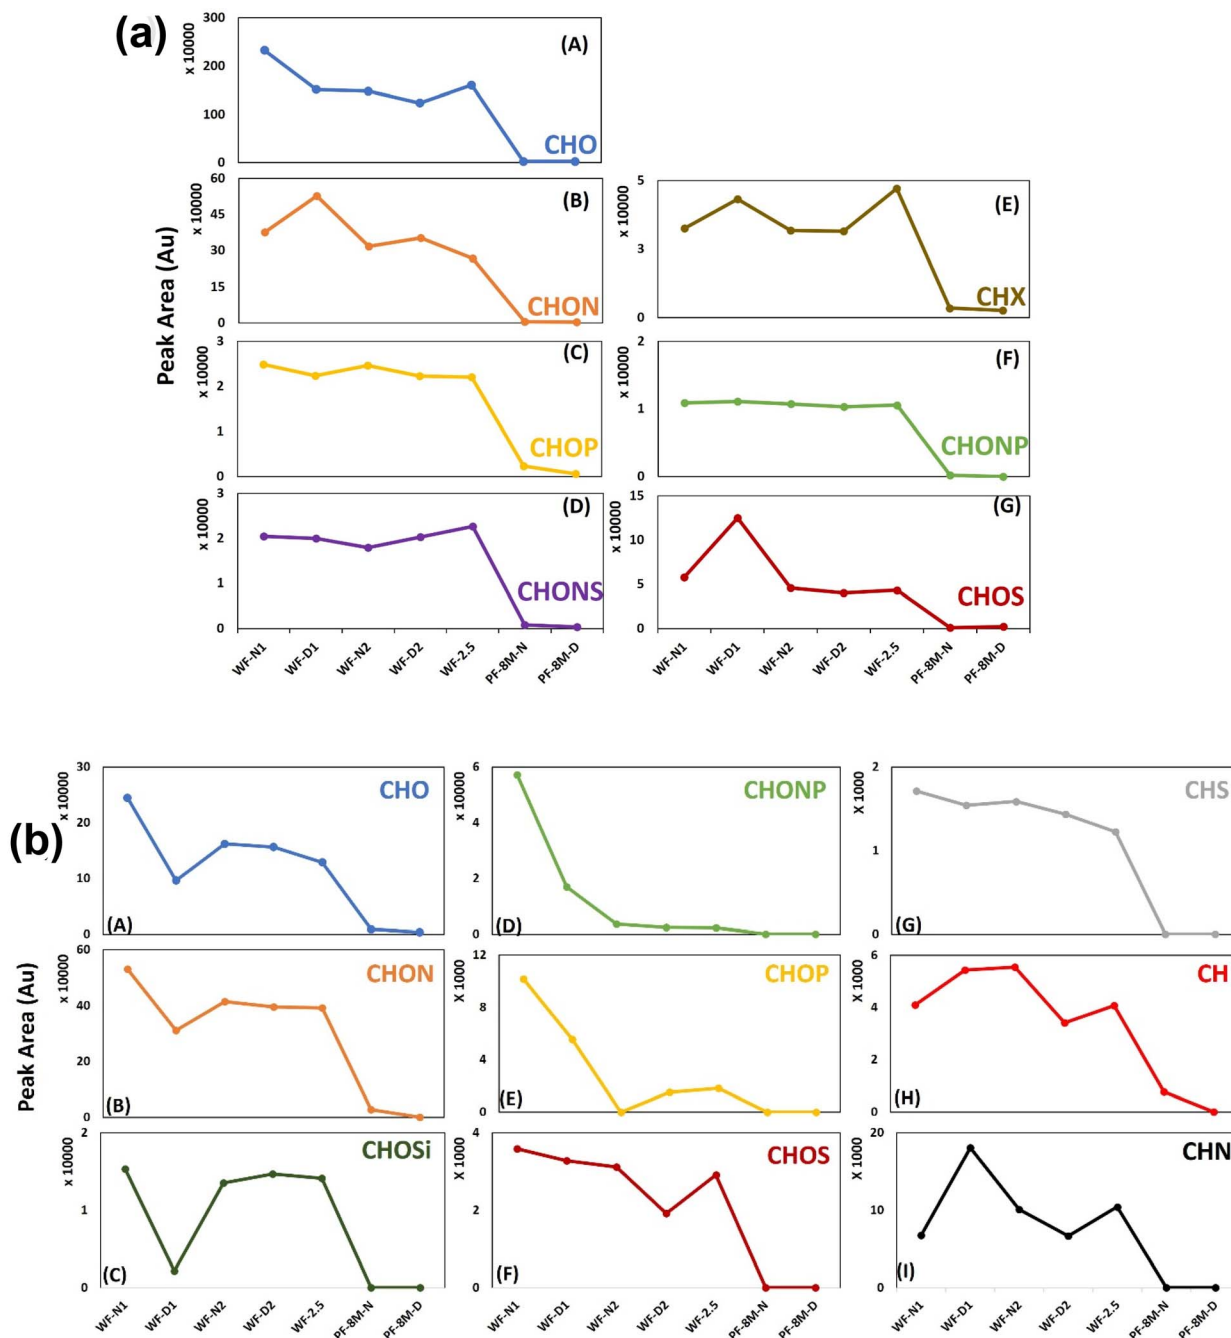 (a)
Peak Area (Au)
x 10000
300
200
100
0
(A)
CHO
x 10000
60
45
30
15
0
(B)
CHON
x 10000
3
2
1
0
(C)
CHOP
x 10000
3
2
1
0
(D)
CHONS
WF-N1 WF-D1 WF-N2 WF-D2 WF-2.5 PF-8M-N PF-8M-D
x 10000
5
3
0
(E)
CHX
x 10000
2
1
0
(F)
CHONP
x 10000
15
10
5
0
(G)
CHOS
WF-N1 WF-D1 WF-N2 WF-D2 WF-2.5 PF-8M-N PF-8M-D
(b)
Peak Area (Au)
x 10000
30
20
10
0
CHO
(A)
x 10000
60
40
20
0
CHON
(B)
x 10000
2
1
0
CHOSi
(C)
WF-N1 WF-D1 WF-N2 WF-D2 WF-2.5 PF-8M-N PF-8M-D
X 10000
6
4
2
0
CHONP
(D)
X 1000
12
8
4
0
CHOP
(E)
X 1000
4
2
0
CHOS
(F)
WF-N1 WF-D1 WF-N2 WF-D2 WF-2.5 PF-8M-N PF-8M-D
X 1000
2
1
0
CHS
(G)
X 1000
6
4
2
0
CH
(H)
X 1000
20
10
0
CHN
(I)
WF-N1 WF-D1 WF-N2 WF-D2 WF-2.5 PF-8M-N PF-8M-D